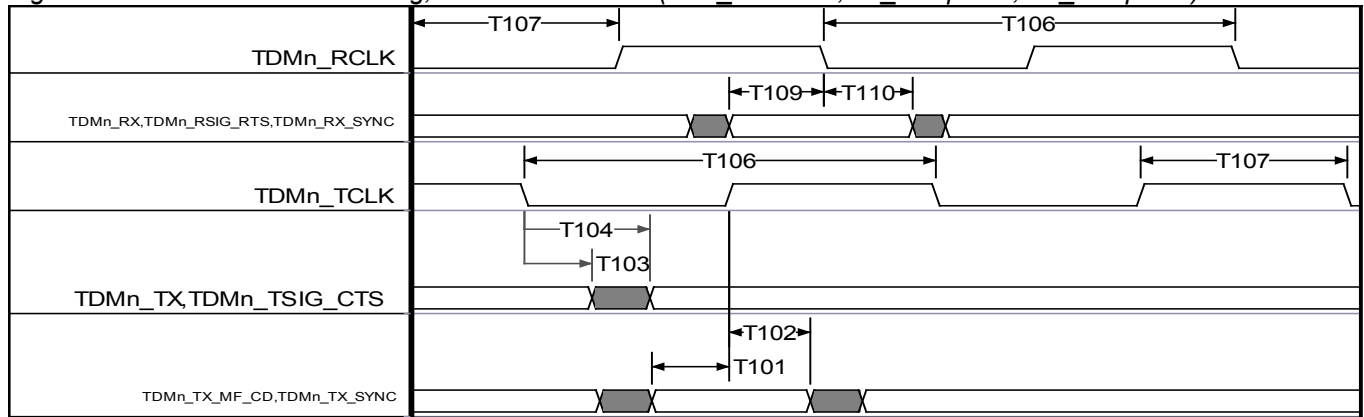 T107 T106
TDMn_RCLK
T109 T110
TDMn_RX,TDMn_RSIG_RTS,TDMn_RX_SYNC
T106 T107
TDMn_TCLK
T104
T103
TDMn_TX,TDMn_TSIG_CTS
T102
T101
TDMn_TX_MF_CD,TDMn_TX_SYNC